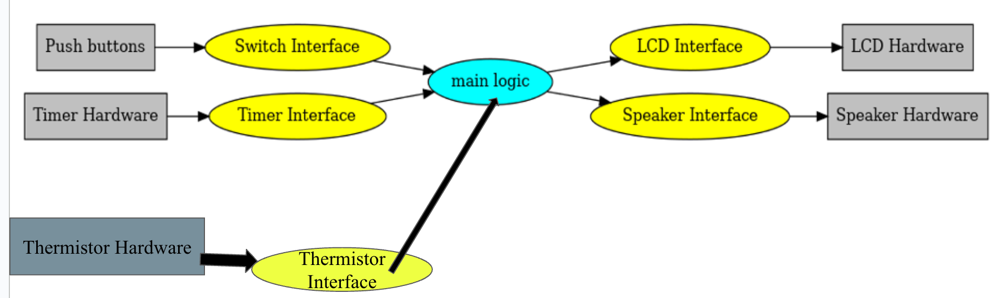 Push buttons
Switch Interface
LCD Interface
LCD Hardware
main logic
Timer Hardware
Timer Interface
Speaker Interface
Speaker Hardware
Thermistor Hardware
Thermistor
Interface